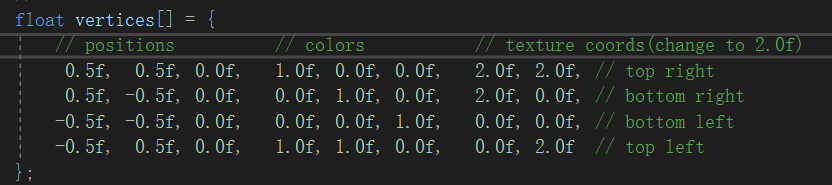 float vertices[] = {
// positions // colors // texture coords(change to 2.0f)
0.5f, 0.5f, 0.0f, 1.0f, 0.0f, 0.0f, 2.0f, 2.0f, // top right
0.5f, -0.5f, 0.0f, 0.0f, 1.0f, 0.0f, 2.0f, 0.0f, // bottom right
-0.5f, -0.5f, 0.0f, 0.0f, 0.0f, 1.0f, 0.0f, 0.0f, // bottom left
-0.5f, 0.5f, 0.0f, 1.0f, 1.0f, 0.0f, 0.0f, 2.0f // top left
};